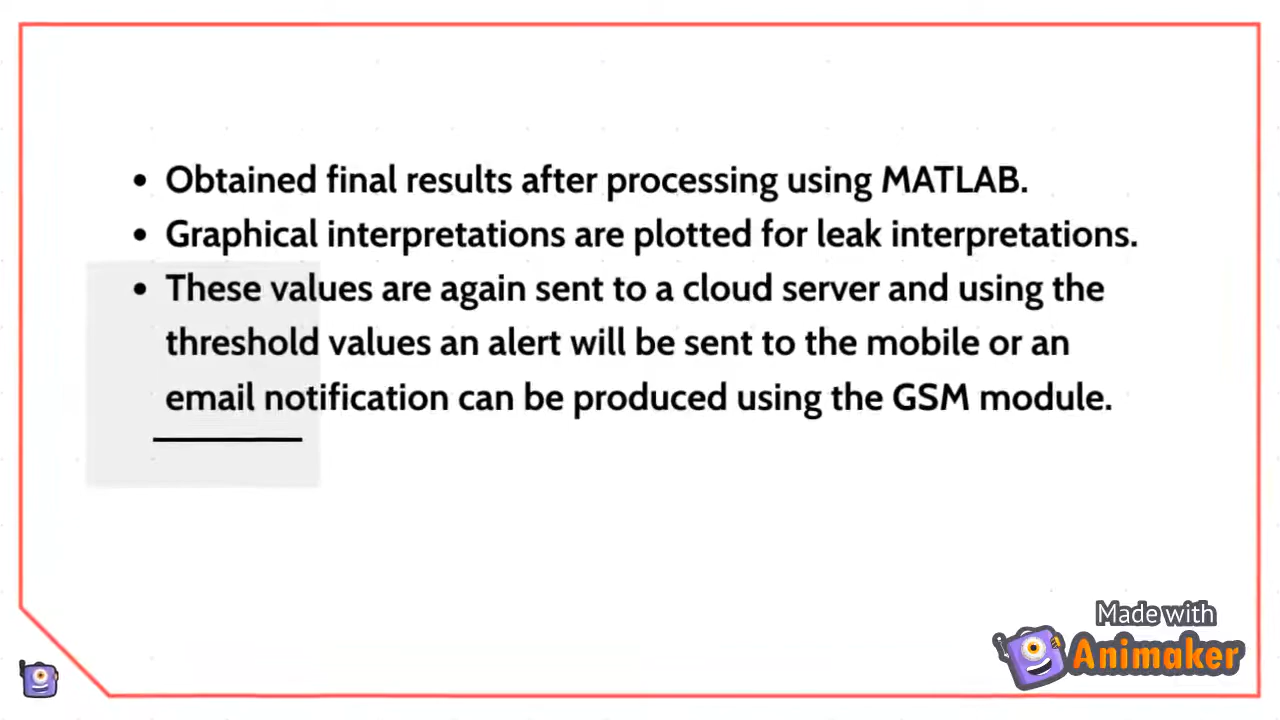 • Obtained final results after processing using MATLAB.
• Graphical interpretations are plotted for leak interpretations.
• These values are again sent to a cloud server and using the
threshold values an alert will be sent to the mobile or an
email notification can be produced using the GSM module.
Made with
Animaker